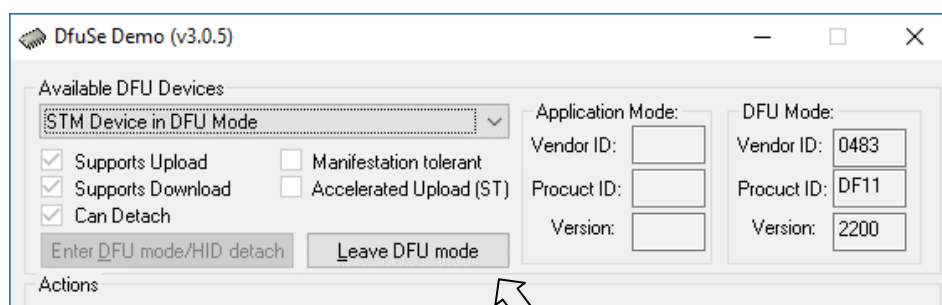 DfuSe Demo (v3.0.5)
Available DFU Devices
STM Device in DFU Mode
Supports Upload
Manifestation tolerant
Supports Download
Accelerated Upload (ST)
Can Detach
Enter DFU mode/HID detach
Leave DFU mode
Application Mode:
Vendor ID:
Procuct ID:
Version:
DFU Mode:
Vendor ID: 0483
Procuct ID: DF11
Version: 2200
Actions